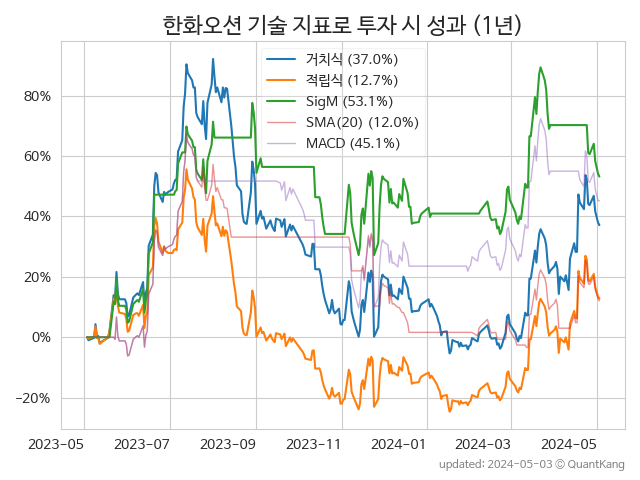 한화오션 기술 지표로 투자 시 성과 (1년)
거치식 (37.0%)
적립식 (12.7%)
SigM (53.1%)
SMA(20) (12.0%)
MACD (45.1%)
80%
60%
40%
20%
0%
−20%
2023-05
2023-07
2023-09
2023-11
2024-01
2024-03
2024-05
updated: 2024-05-03 ⓒ QuantKang